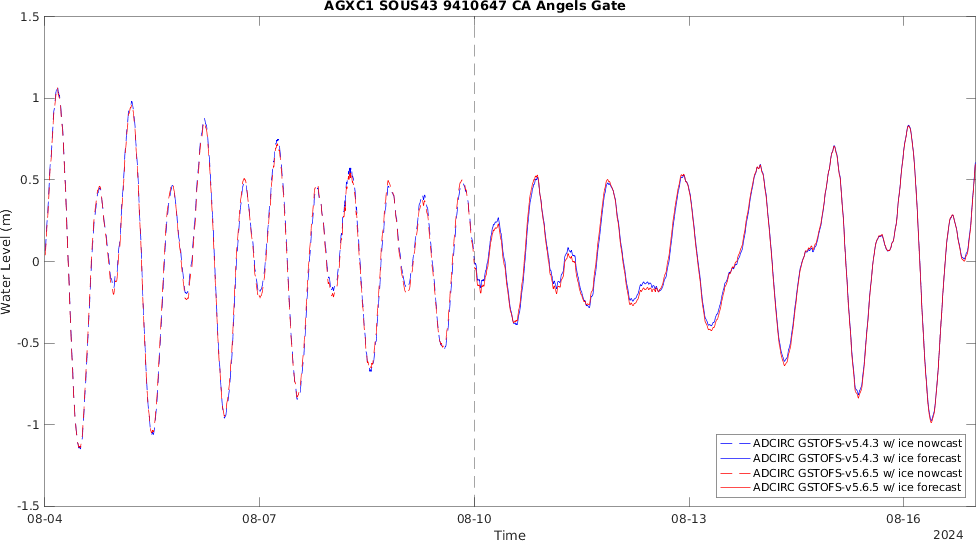 AGXC1 SOUS43 9410647 CA Angels Gate
1.5
1
0.5
0
-0.5
-1
-1.5
Water Level (m)
08-04
08-07
08-10
08-13
08-16
Time
2024
ADCIRC GSTOFS-v5.4.3 w/ ice nowcast
ADCIRC GSTOFS-v5.4.3 w/ ice forecast
ADCIRC GSTOFS-v5.6.5 w/ ice nowcast
ADCIRC GSTOFS-v5.6.5 w/ ice forecast